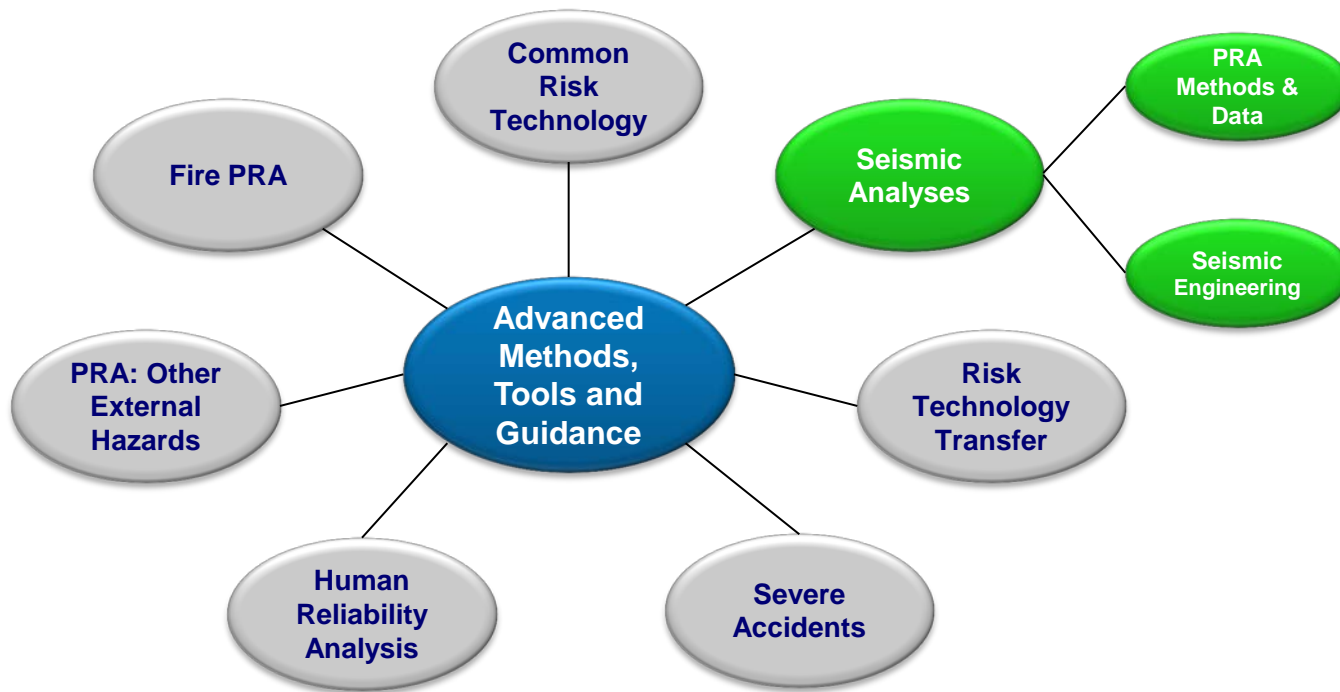 Common
Risk
Technology
PRA
Methods &
Data
Fire PRA
Seismic
Analyses
Seismic
Engineering
Advanced
Methods,
Tools and
Guidance
PRA: Other
External
Hazards
Risk
Technology
Transfer
Human
Reliability
Analysis
Severe
Accidents